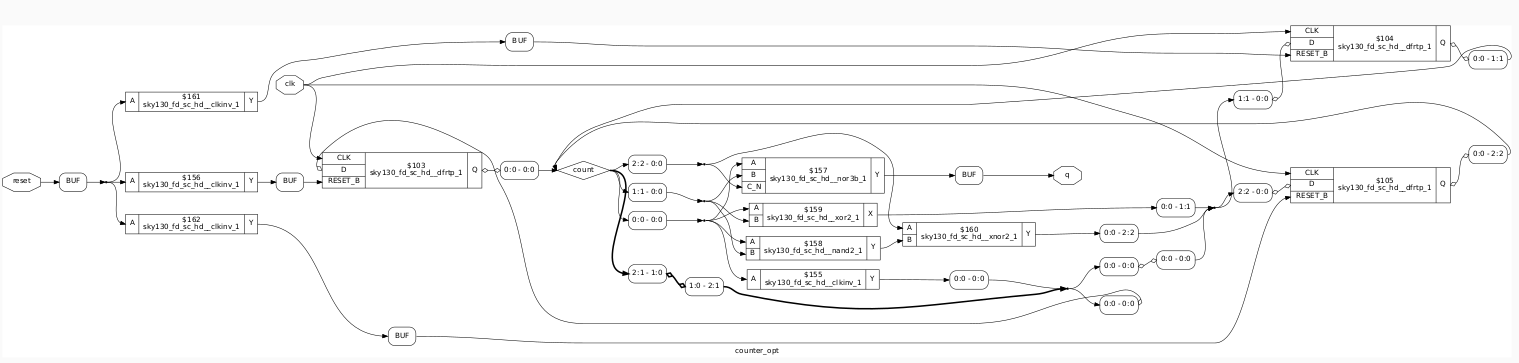 BUF
CLK
D
RESET_B
$104
sky130_fd_sc_hd__dfrtp_1
Q
0:0 - 1:1
clk
A
$161
sky130_fd_sc_hd__clkinv_1
Y
1:1 - 0:0
reset
BUF
A
$156
sky130_fd_sc_hd__clkinv_1
Y
BUF
CLK
D
RESET_B
$103
sky130_fd_sc_hd__dfrtp_1
Q
0:0 - 0:0
count
2:2 - 0:0
1:1 - 0:0
0:0 - 0:0
2:1 - 1:0
1:0 - 2:1
A
B
C_N
$157
sky130_fd_sc_hd__nor3b_1
Y
BUF
q
0:0 - 2:2
CLK
D
RESET_B
$105
sky130_fd_sc_hd__dfrtp_1
Q
2:2 - 0:0
A
B
$159
sky130_fd_sc_hd__xor2_1
X
0:0 - 1:1
A
$162
sky130_fd_sc_hd__clkinv_1
Y
A
B
$160
sky130_fd_sc_hd__xnor2_1
Y
0:0 - 2:2
A
B
$158
sky130_fd_sc_hd__nand2_1
Y
0:0 - 0:0
0:0 - 0:0
A
$155
sky130_fd_sc_hd__clkinv_1
Y
0:0 - 0:0
0:0 - 0:0
BUF
counter_opt